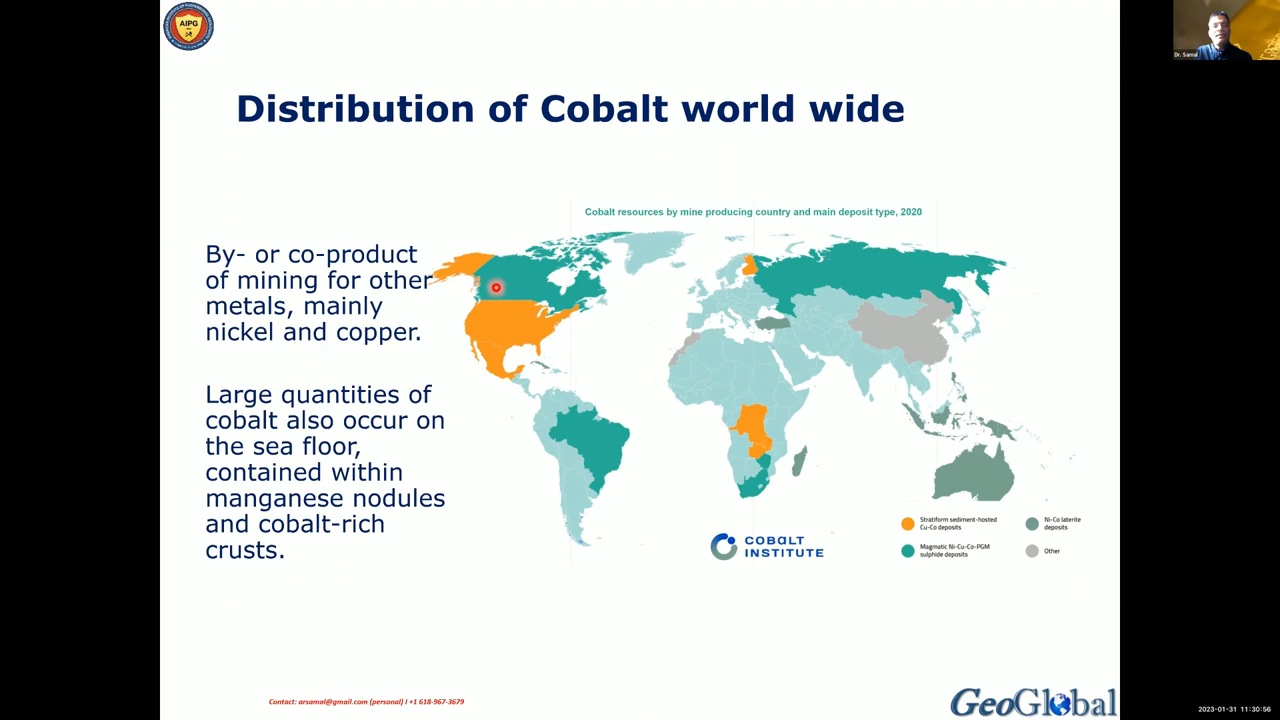 AIPG
Dr. Samal
Distribution of Cobalt world wide
Cobalt resources by mine producing country and main deposit type, 2020
By- or co-product
of mining for other
metals, mainly
nickel and copper.
Large quantities of
cobalt also occur on
the sea floor,
contained within
manganese nodules
and cobalt-rich
crusts.
COBALT
INSTITUTE
Stratiform sediment-hosted
Cu-Co deposits
Magmatic Ni-Cu-Co-PGM
sulphide deposits
Ni-Co laterite
deposits
Other
Contact: arsamal@gmail.com (personal) I +1 618-967-3679
GeoGlobal
2023-01-31 11:30:56